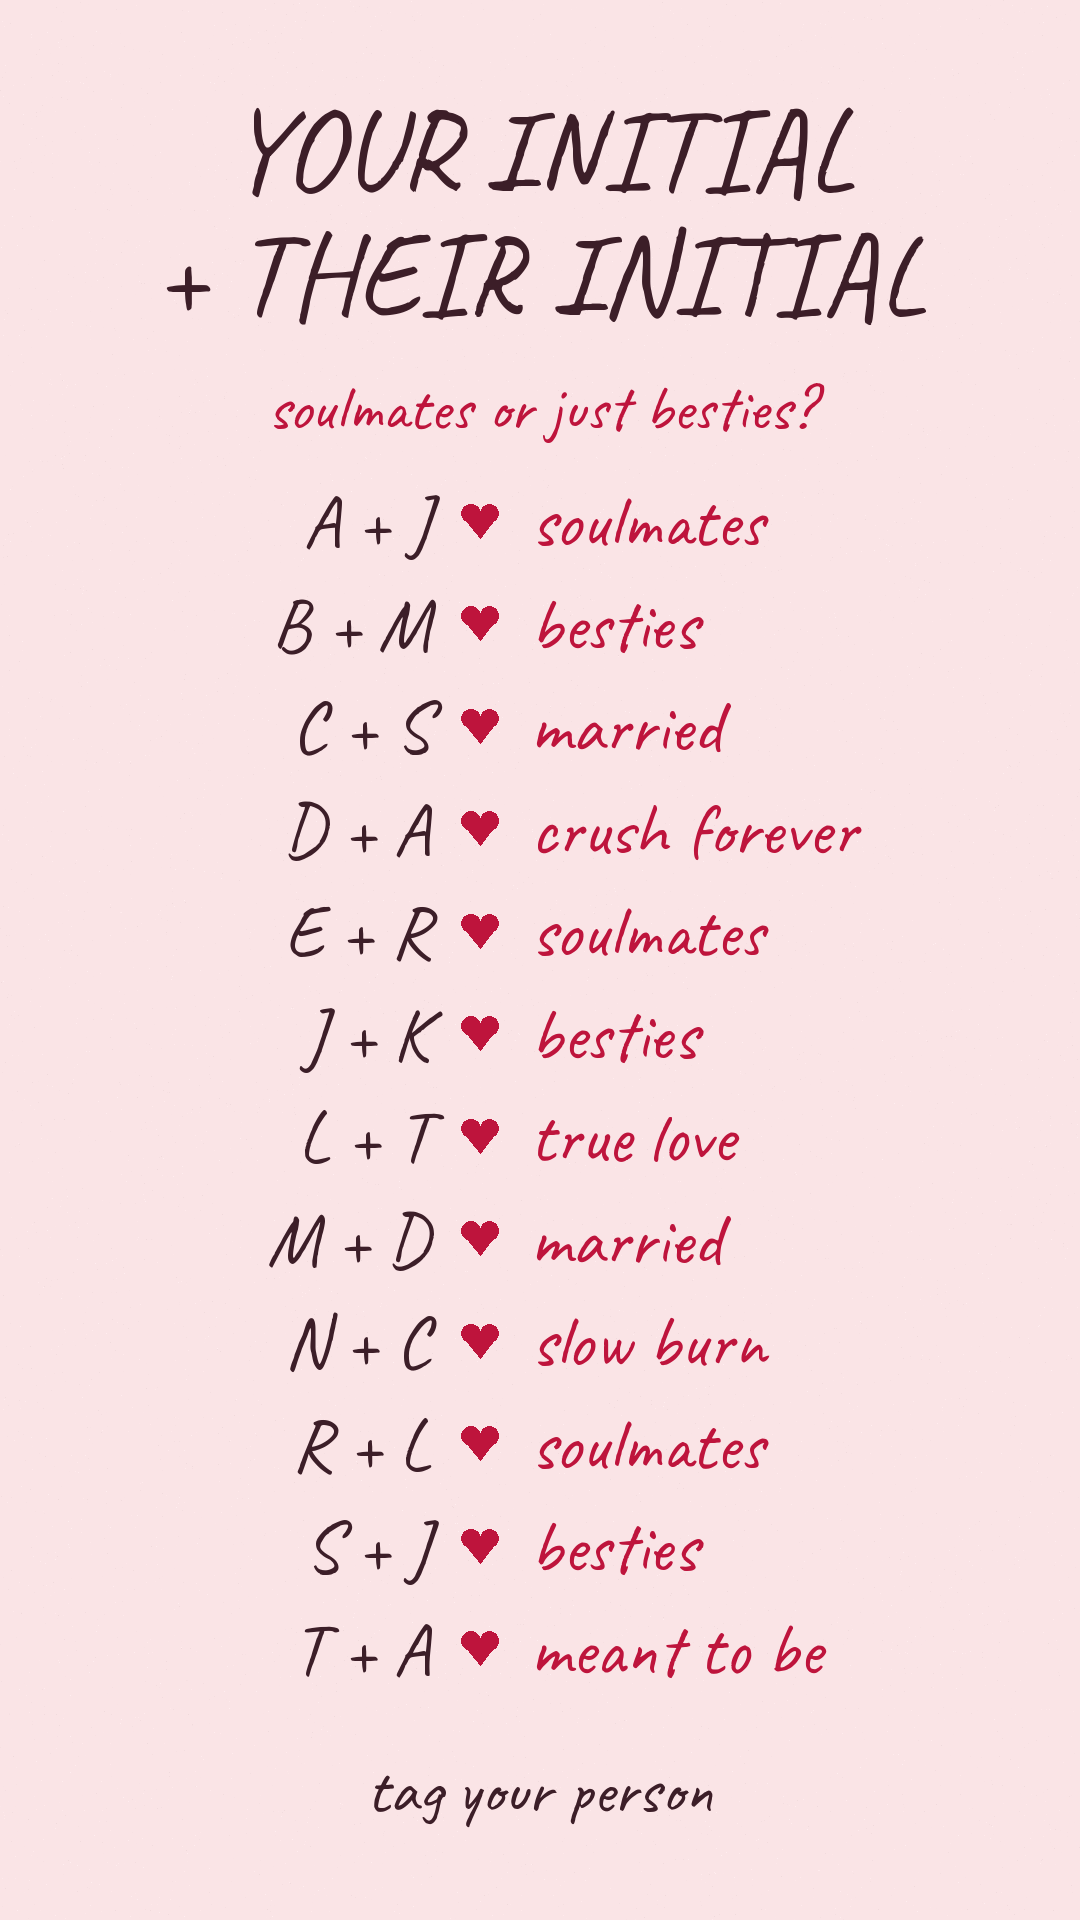 YOUR INITIAL
+ THEIR INITIAL
soulmates or just besties?
A + J ♥ soulmates
B + M ♥ besties
C + S ♥ married
D + A ♥ crush forever
E + R ♥ soulmates
J + K ♥ besties
L + T ♥ true love
M + D ♥ married
N + C ♥ slow burn
R + L ♥ soulmates
S + J ♥ besties
T + A ♥ meant to be
tag your person